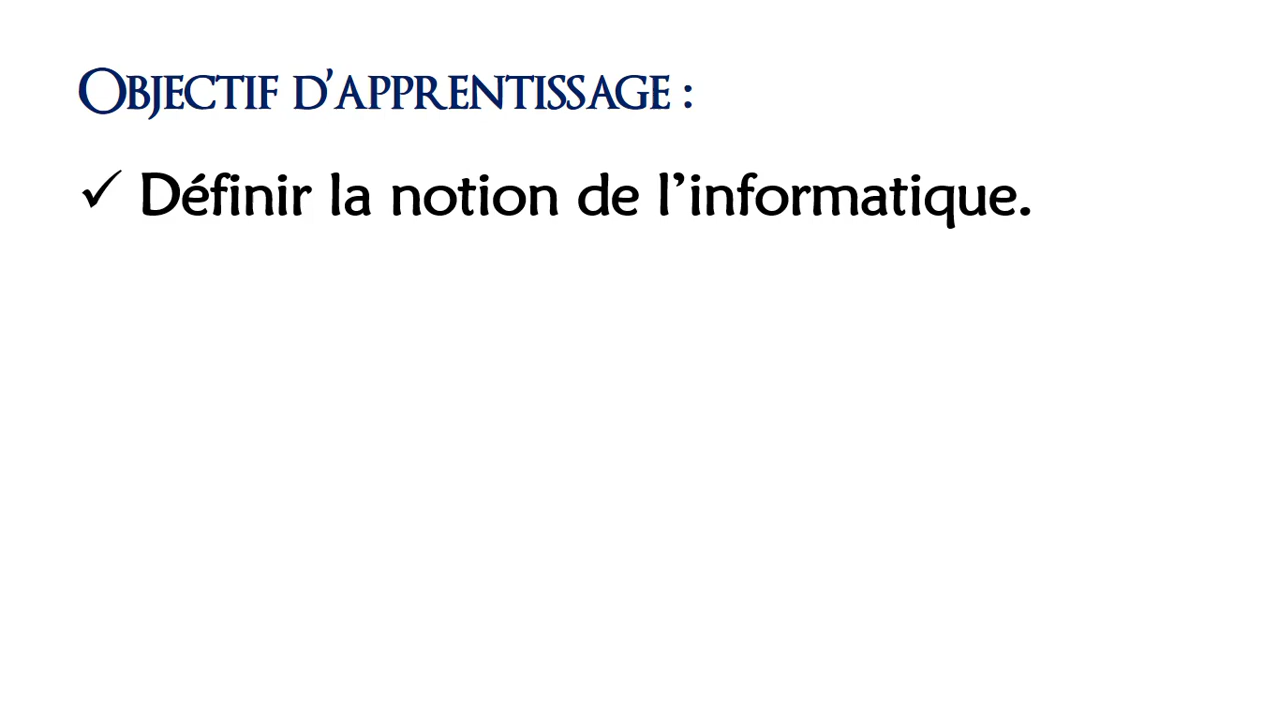 Objectif d'apprentissage :
✓ Définir la notion de l'informatique.